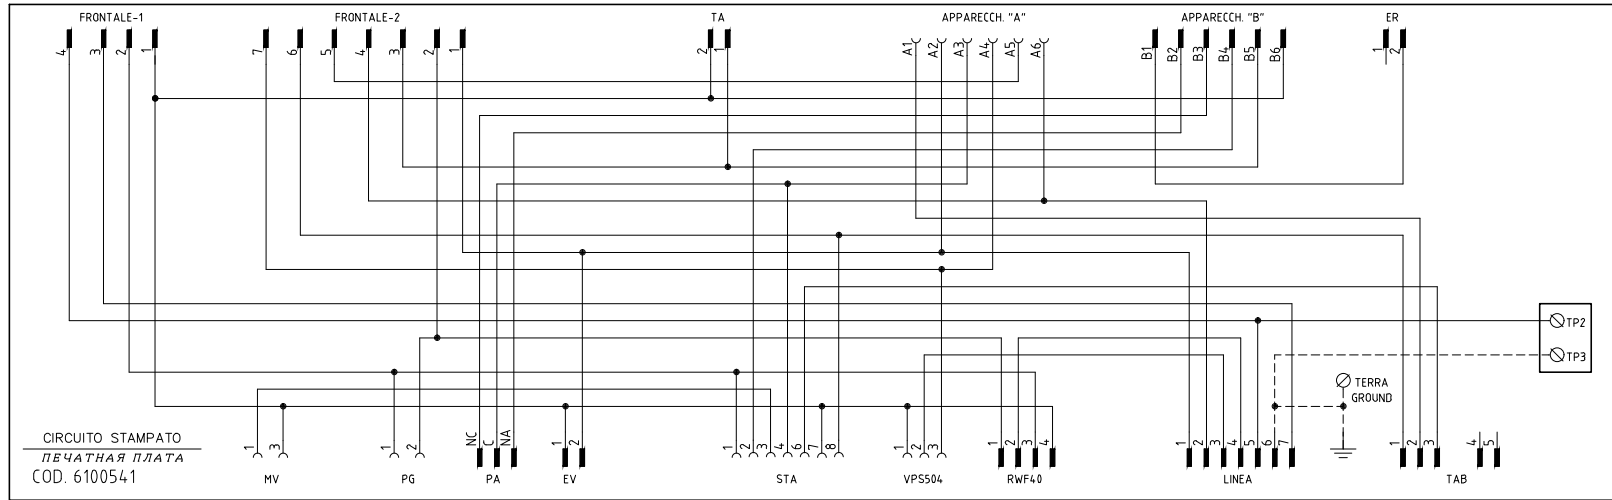 FRONTALE-1 FRONTALE-2 TA APPARECCH. "A" APPARECCH. "B" ER
4 3 2 1 7 6 5 4 3 2 1 2 1 A1 A2 A3 A4 A5 A6 B1 B2 B3 B4 B5 B6 1 2
TP2
TP3
TERRA
GROUND
CIRCUITO STAMPATO
ПЕЧАТНАЯ ПЛАТА
COD. 6100541
1 3 1 2 NC C NA 1 2 1 2 3 4 6 7 8 1 2 3 1 2 3 4 1 2 3 4 5 6 7 1 2 3 4 5
MV PG PA EV STA VPS504 RWF40 LINEA TAB